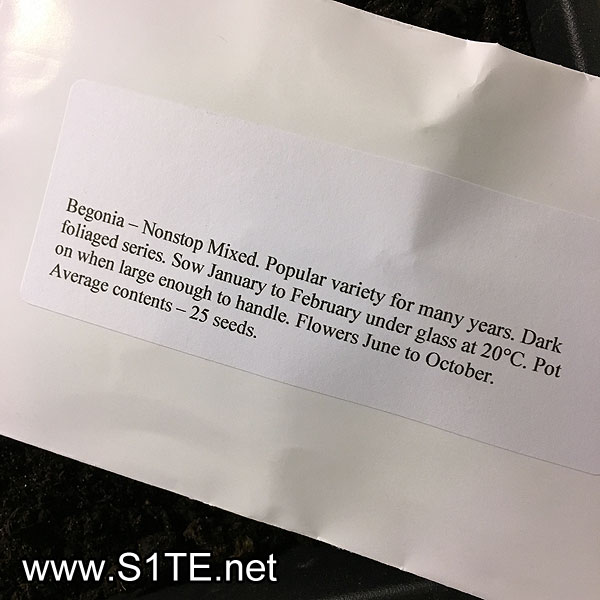 Begonia – Nonstop Mixed. Popular variety for many years. Dark
foliaged series. Sow January to February under glass at 20°C. Pot
on when large enough to handle. Flowers June to October.
Average contents – 25 seeds.
www.S1TE.net